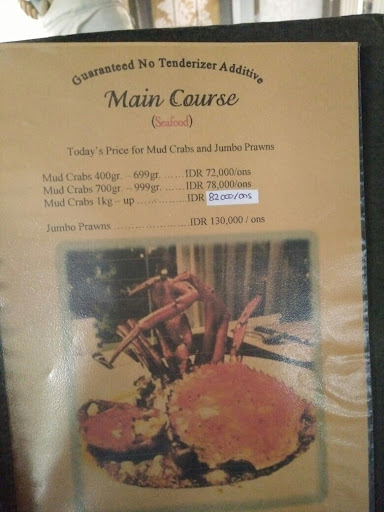 Guaranteed No Tenderizer Additive
Main Course
(Seafood)
Today's Price for Mud Crabs and Jumbo Prawns
Mud Crabs 400gr. – 699gr. ......IDR 72,000/ons
Mud Crabs 700gr. – 999gr. ......IDR 78,000/ons
Mud Crabs 1kg – up ..............IDR 82000/ons
Jumbo Prawns .....................IDR 130,000 / ons